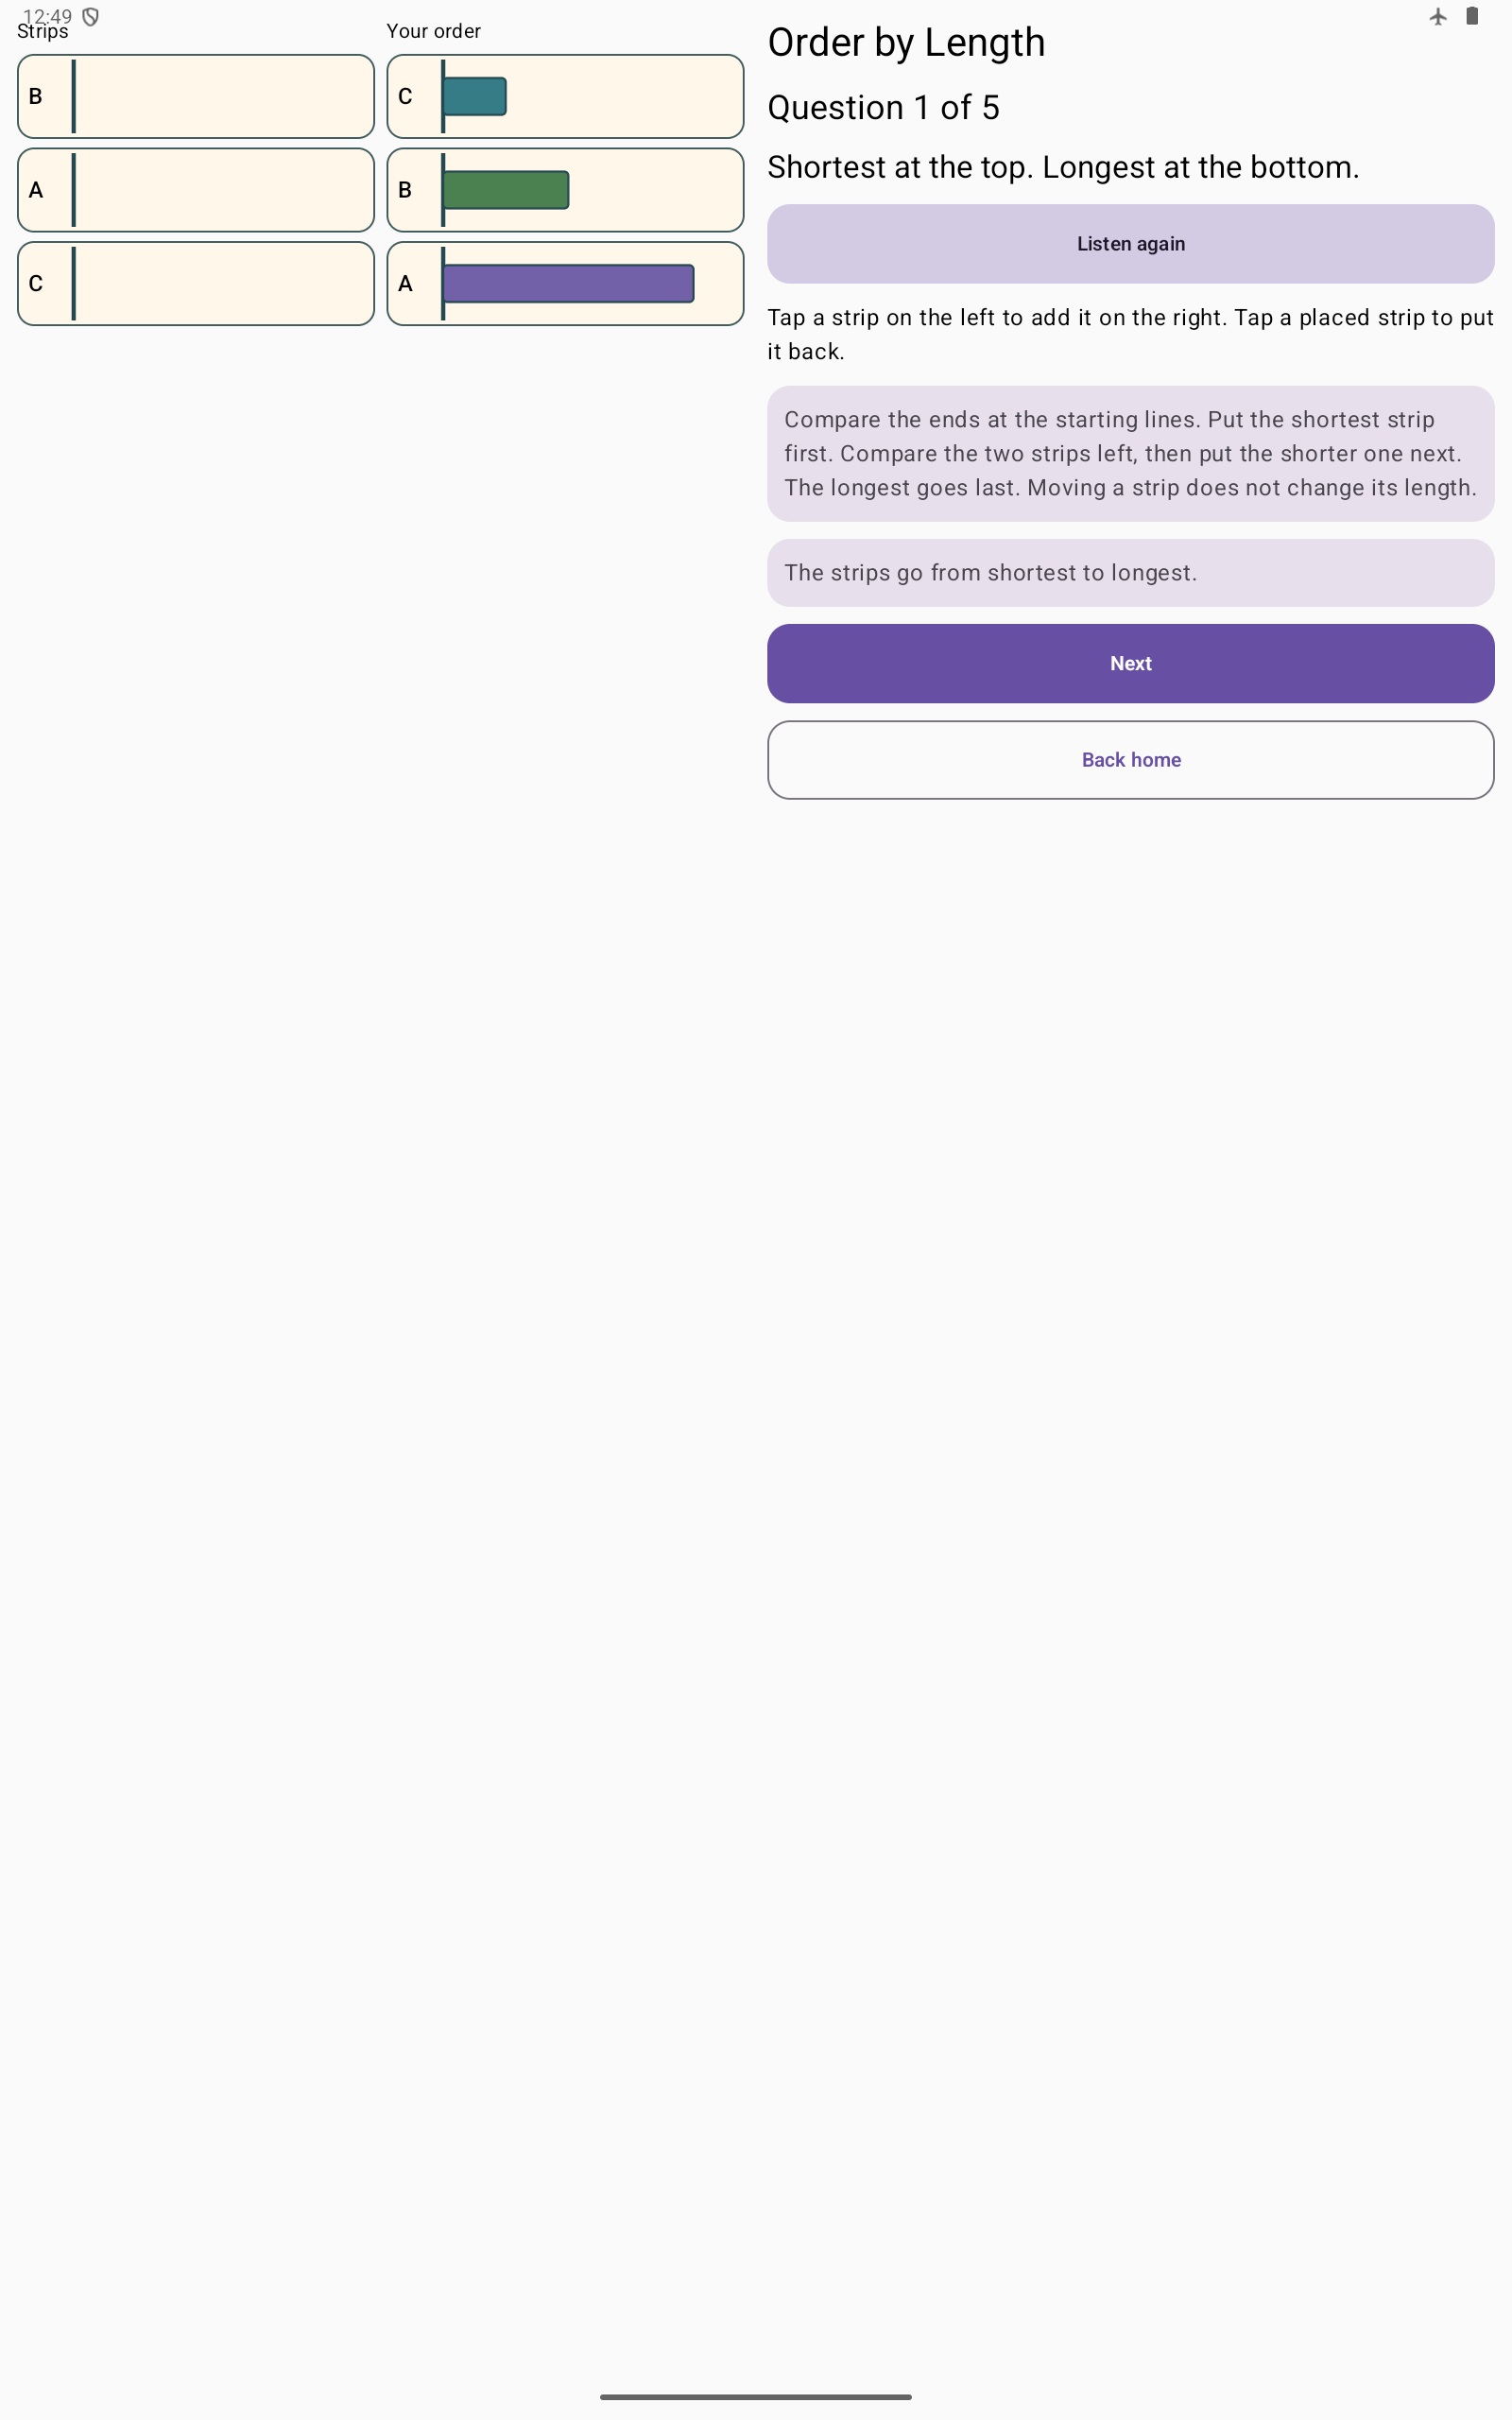 12:49
Strips
B
A
C
Your order
C
B
A
Order by Length
Question 1 of 5
Shortest at the top. Longest at the bottom.
Listen again
Tap a strip on the left to add it on the right. Tap a placed strip to put
it back.
Compare the ends at the starting lines. Put the shortest strip
first. Compare the two strips left, then put the shorter one next.
The longest goes last. Moving a strip does not change its length.
The strips go from shortest to longest.
Next
Back home